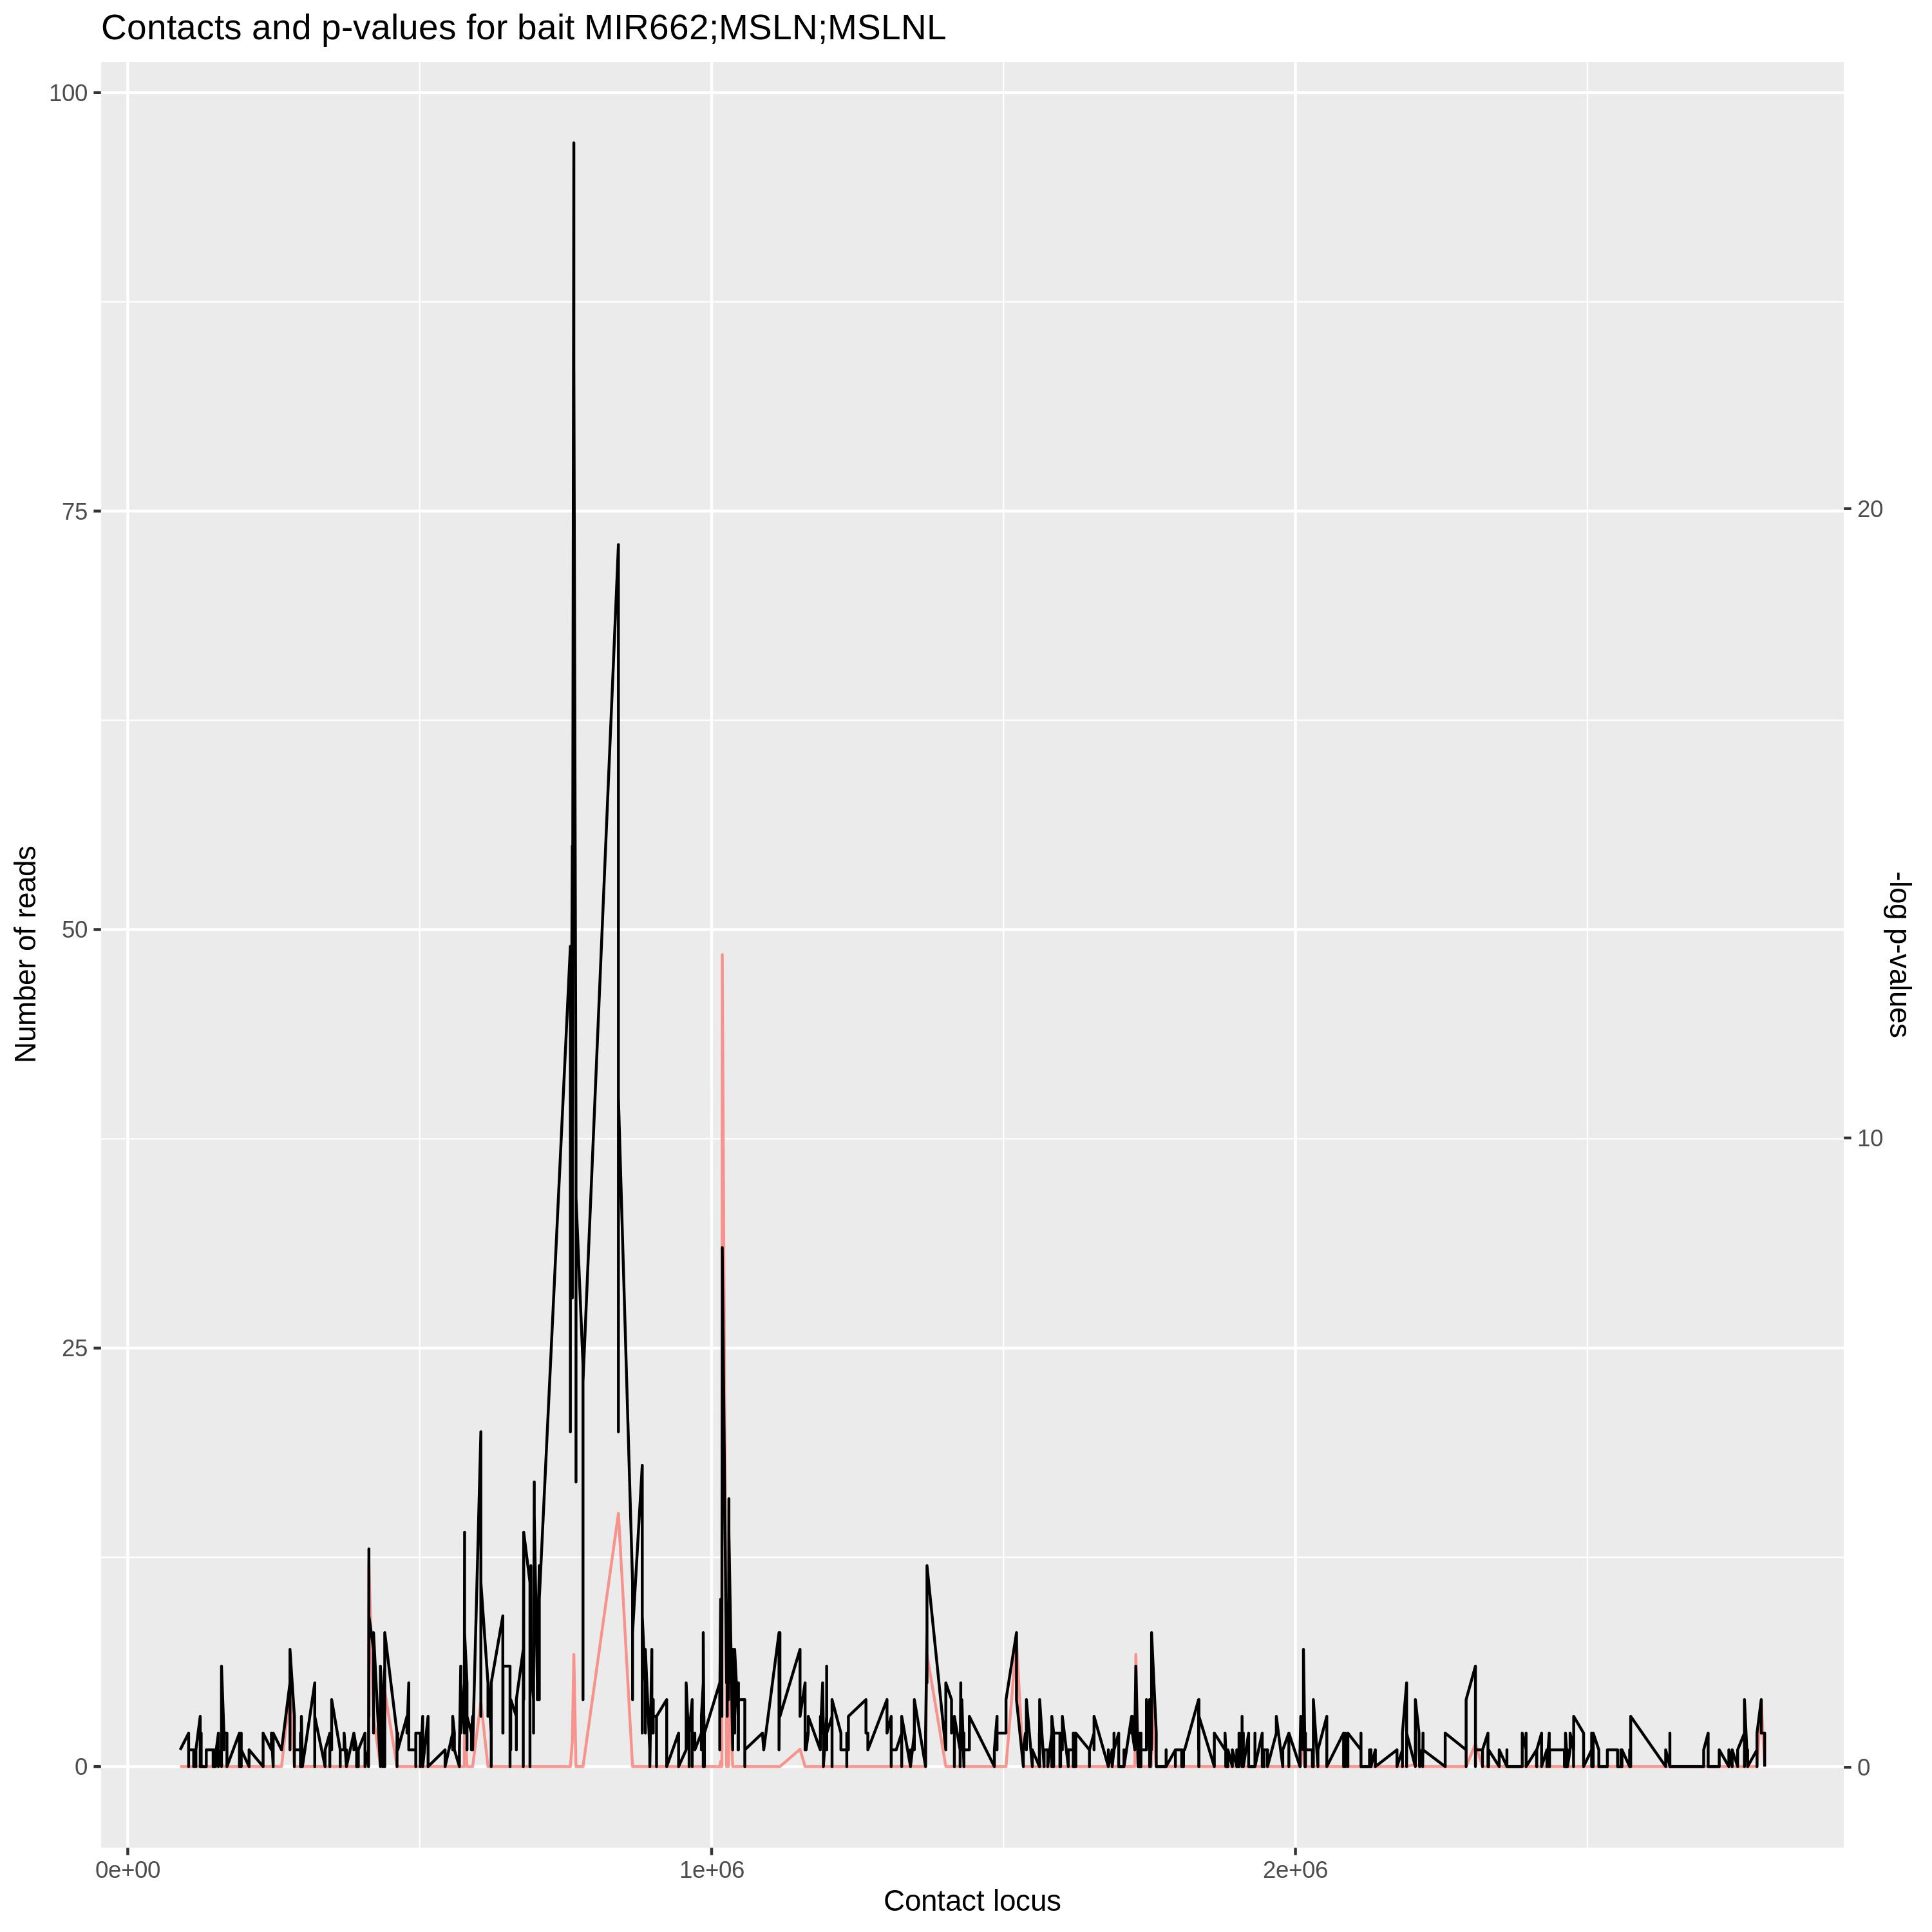 Contacts and p-values for bait MIR662;MSLN;MSLNL
100
75
50
25
0
Number of reads
20
10
0
-log p-values
0e+00
1e+06
2e+06
Contact locus